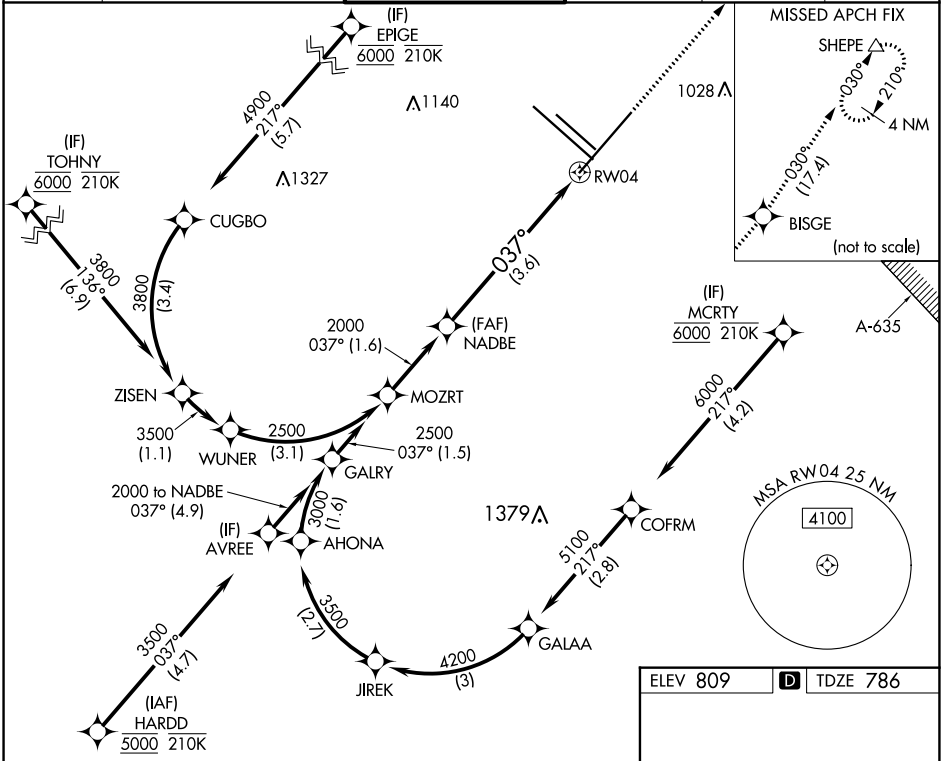 (IF)
EPIGE
6000 210K
4900
217°
(5.7)
Λ1140
Λ1327
1028Λ
MISSED APCH FIX
SHEPE
030°
210°
4 NM
030°
(17.4)
BISGE
(not to scale)
(IF)
TOHNY
6000 210K
3800
136°
(6.9)
CUGBO
3800
(3.4)
RW04
037°
(3.6)
A-635
(IF)
MCRTY
6000 210K
6000
217°
(4.2)
2000
037° (1.6)
(FAF)
NADBE
ZISEN
MOZRT
3500
(1.1)
WUNER
2500
(3.1)
2500
037° (1.5)
GALRY
2000 to NADBE
037° (4.9)
3000
(1.6)
(IF)
AVREE
AHONA
1379Λ
COFRM
5100
217°
(2.8)
MSA RW04 25 NM
4100
3500
037°
(4.7)
3500
(2.7)
GALAA
4200
(3)
JIREK
(IAF)
HARDD
5000 210K
ELEV 809 D TDZE 786